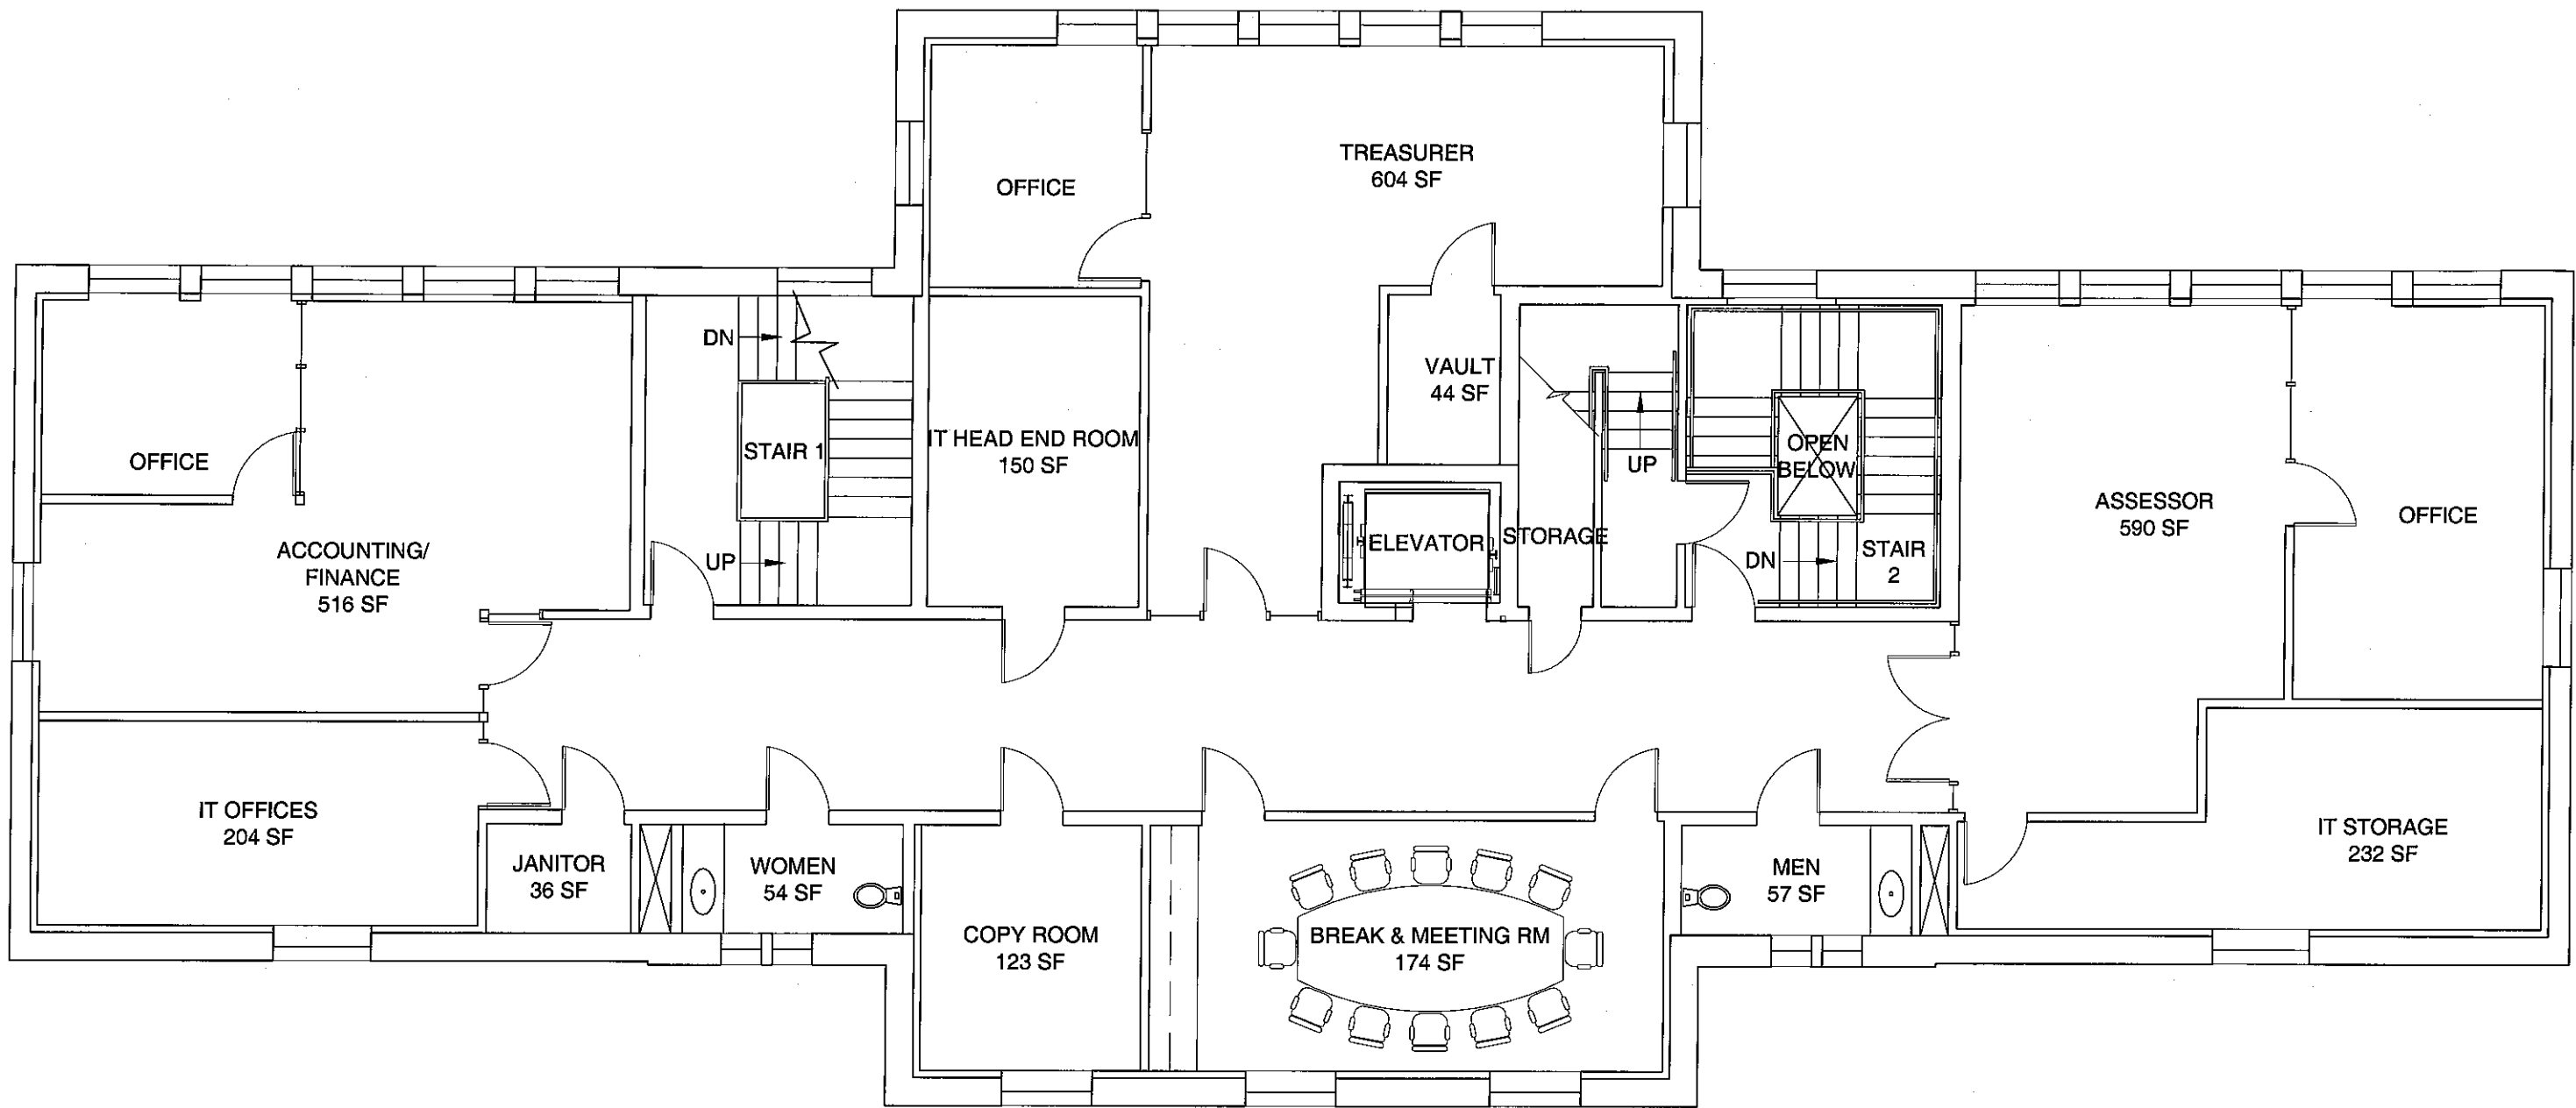 TREASURER
604 SF
OFFICE
DN
VAULT
44 SF
STAIR 1
IT HEAD END ROOM
150 SF
OPEN
BELOW
UP
OFFICE
ASSESSOR
590 SF
OFFICE
ACCOUNTING/
FINANCE
516 SF
UP
ELEVATOR
STORAGE
DN
STAIR
2
IT OFFICES
204 SF
JANITOR
36 SF
WOMEN
54 SF
COPY ROOM
123 SF
BREAK & MEETING RM
174 SF
MEN
57 SF
IT STORAGE
232 SF